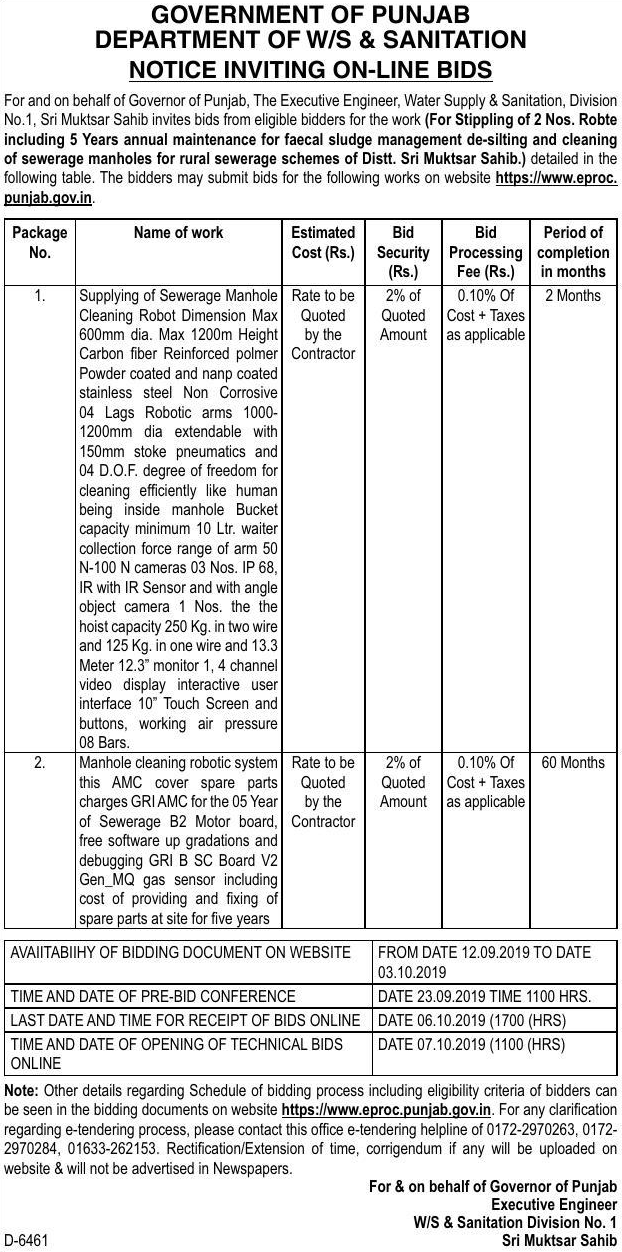 GOVERNMENT OF PUNJAB
DEPARTMENT OF W/S & SANITATION
NOTICE INVITING ON-LINE BIDS
For and on behalf of Governor of Punjab, The Executive Engineer, Water Supply & Sanitation, Division
No.1, Sri Muktsar Sahib invites bids from eligible bidders for the work (For Stippling of 2 Nos. Robte
including 5 Years annual maintenance for faecal sludge management de-silting and cleaning
of sewerage manholes for rural sewerage schemes of Distt. Sri Muktsar Sahib.) detailed in the
following table. The bidders may submit bids for the following works on website https://www.eproc.
punjab.gov.in.
Package No.
Name of work
Estimated Cost (Rs.)
Bid Security (Rs.)
Bid Processing Fee (Rs.)
Period of completion in months
1.
Supplying of Sewerage Manhole
Cleaning Robot Dimension Max
600mm dia. Max 1200m Height
Carbon fiber Reinforced polmer
Powder coated and nanp coated
stainless steel Non Corrosive
04 Lags Robotic arms 1000-
1200mm dia extendable with
150mm stoke pneumatics and
04 D.O.F. degree of freedom for
cleaning efficiently like human
being inside manhole Bucket
capacity minimum 10 Ltr. waiter
collection force range of arm 50
N-100 N cameras 03 Nos. IP 68,
IR with IR Sensor and with angle
object camera 1 Nos. the the
hoist capacity 250 Kg. in two wire
and 125 Kg. in one wire and 13.3
Meter 12.3” monitor 1, 4 channel
video display interactive user
interface 10” Touch Screen and
buttons, working air pressure
08 Bars.
Rate to be
Quoted
by the
Contractor
2% of
Quoted
Amount
0.10% Of
Cost + Taxes
as applicable
2 Months
2.
Manhole cleaning robotic system
this AMC cover spare parts
charges GRI AMC for the 05 Year
of Sewerage B2 Motor board,
free software up gradations and
debugging GRI B SC Board V2
Gen_MQ gas sensor including
cost of providing and fixing of
spare parts at site for five years
Rate to be
Quoted
by the
Contractor
2% of
Quoted
Amount
0.10% Of
Cost + Taxes
as applicable
60 Months
AVAIITABIIHY OF BIDDING DOCUMENT ON WEBSITE
FROM DATE 12.09.2019 TO DATE
03.10.2019
TIME AND DATE OF PRE-BID CONFERENCE
DATE 23.09.2019 TIME 1100 HRS.
LAST DATE AND TIME FOR RECEIPT OF BIDS ONLINE
DATE 06.10.2019 (1700 (HRS)
TIME AND DATE OF OPENING OF TECHNICAL BIDS
ONLINE
DATE 07.10.2019 (1100 (HRS)
Note: Other details regarding Schedule of bidding process including eligibility criteria of bidders can
be seen in the bidding documents on website https://www.eproc.punjab.gov.in. For any clarification
regarding e-tendering process, please contact this office e-tendering helpline of 0172-2970263, 0172-
2970284, 01633-262153. Rectification/Extension of time, corrigendum if any will be uploaded on
website & will not be advertised in Newspapers.
For & on behalf of Governor of Punjab
Executive Engineer
W/S & Sanitation Division No. 1
D-6461 Sri Muktsar Sahib